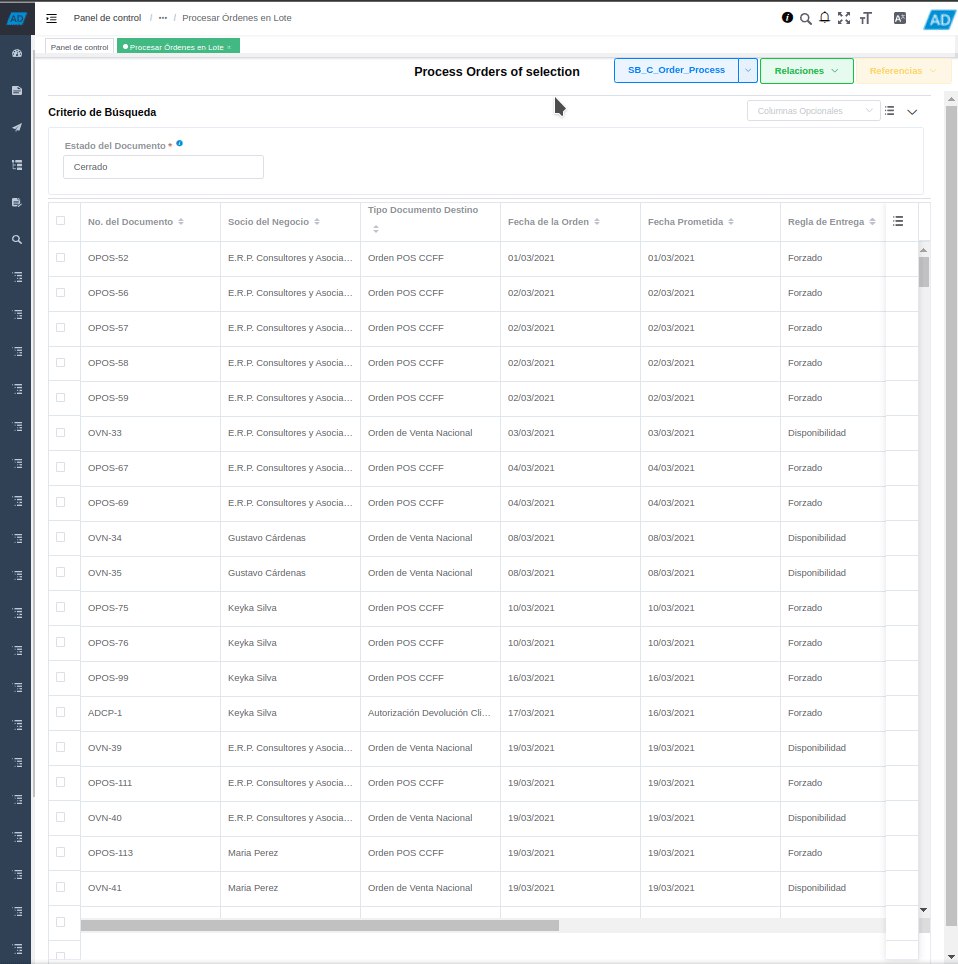 AD Panel de control / ··· / Procesar Órdenes en Lote AD
Panel de control Procesar Órdenes en Lote ×
Process Orders of selection SB_C_Order_Process Relaciones Referencias
Criterio de Búsqueda Columnas Opcionales
Estado del Documento *
Cerrado
No. del Documento Socio del Negocio Tipo Documento Destino Fecha de la Orden Fecha Prometida Regla de Entrega
OPOS-52 E.R.P. Consultores y Asocia... Orden POS CCFF 01/03/2021 01/03/2021 Forzado
OPOS-56 E.R.P. Consultores y Asocia... Orden POS CCFF 02/03/2021 02/03/2021 Forzado
OPOS-57 E.R.P. Consultores y Asocia... Orden POS CCFF 02/03/2021 02/03/2021 Forzado
OPOS-58 E.R.P. Consultores y Asocia... Orden POS CCFF 02/03/2021 02/03/2021 Forzado
OPOS-59 E.R.P. Consultores y Asocia... Orden POS CCFF 02/03/2021 02/03/2021 Forzado
OVN-33 E.R.P. Consultores y Asocia... Orden de Venta Nacional 03/03/2021 03/03/2021 Disponibilidad
OPOS-67 E.R.P. Consultores y Asocia... Orden POS CCFF 04/03/2021 04/03/2021 Forzado
OPOS-69 E.R.P. Consultores y Asocia... Orden POS CCFF 04/03/2021 04/03/2021 Forzado
OVN-34 Gustavo Cárdenas Orden de Venta Nacional 08/03/2021 08/03/2021 Disponibilidad
OVN-35 Gustavo Cárdenas Orden de Venta Nacional 08/03/2021 08/03/2021 Disponibilidad
OPOS-75 Keyka Silva Orden POS CCFF 10/03/2021 10/03/2021 Forzado
OPOS-76 Keyka Silva Orden POS CCFF 10/03/2021 10/03/2021 Forzado
OPOS-99 Keyka Silva Orden POS CCFF 16/03/2021 16/03/2021 Forzado
ADCP-1 Keyka Silva Autorización Devolución Cli... 17/03/2021 16/03/2021 Forzado
OVN-39 E.R.P. Consultores y Asocia... Orden de Venta Nacional 19/03/2021 19/03/2021 Disponibilidad
OPOS-111 E.R.P. Consultores y Asocia... Orden POS CCFF 19/03/2021 19/03/2021 Forzado
OVN-40 E.R.P. Consultores y Asocia... Orden de Venta Nacional 19/03/2021 19/03/2021 Disponibilidad
OPOS-113 Maria Perez Orden POS CCFF 19/03/2021 19/03/2021 Forzado
OVN-41 Maria Perez Orden de Venta Nacional 19/03/2021 19/03/2021 Disponibilidad